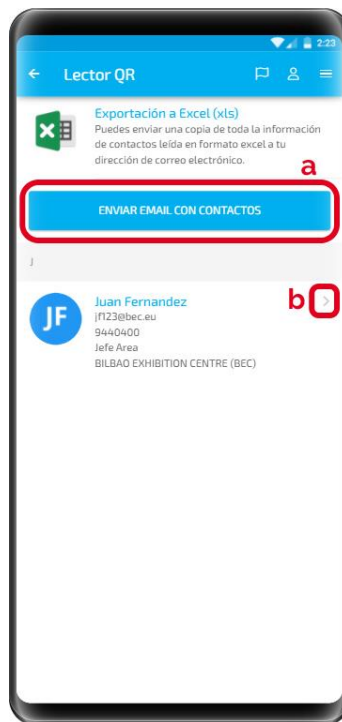 2:23
Lector QR
Exportación a Excel (xls)
Puedes enviar una copia de toda la información
de contactos leída en formato excel a tu
dirección de correo electrónico.
a
ENVIAR EMAIL CON CONTACTOS
J
JF
Juan Fernandez
b
jf123@bec.eu
9440400
Jefe Area
BILBAO EXHIBITION CENTRE (BEC)